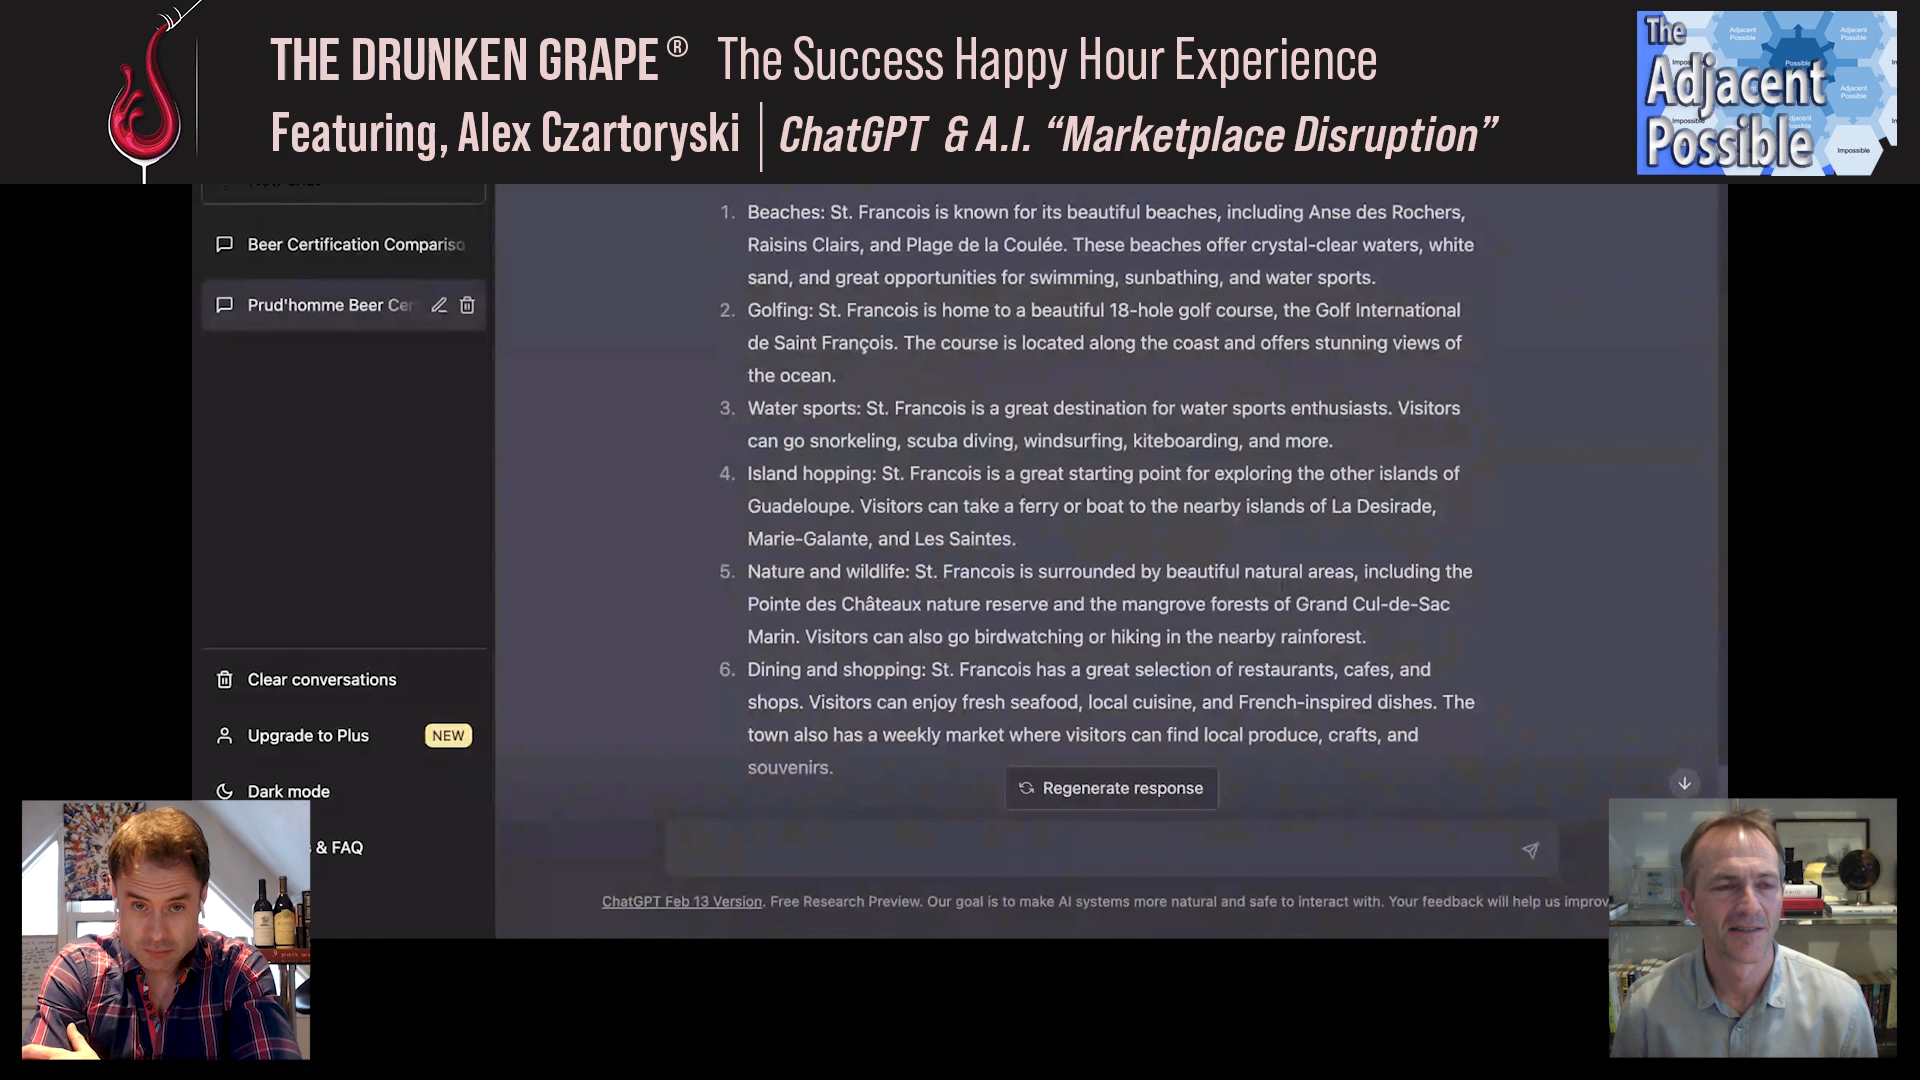 THE DRUNKEN GRAPE® The Success Happy Hour Experience
Featuring, Alex Czartoryski | ChatGPT & A.I. “Marketplace Disruption”
The
Adjacent
Possible
Adjacent
Possible
Adjacent
Possible
Possible
Adjacent
Possible
Impossible
Beer Certification Compariso
Prud'homme Beer Cer
Clear conversations
Upgrade to Plus NEW
Dark mode
& FAQ
1. Beaches: St. Francois is known for its beautiful beaches, including Anse des Rochers,
Raisins Clairs, and Plage de la Coulée. These beaches offer crystal-clear waters, white
sand, and great opportunities for swimming, sunbathing, and water sports.
2. Golfing: St. Francois is home to a beautiful 18-hole golf course, the Golf International
de Saint François. The course is located along the coast and offers stunning views of
the ocean.
3. Water sports: St. Francois is a great destination for water sports enthusiasts. Visitors
can go snorkeling, scuba diving, windsurfing, kiteboarding, and more.
4. Island hopping: St. Francois is a great starting point for exploring the other islands of
Guadeloupe. Visitors can take a ferry or boat to the nearby islands of La Desirade,
Marie-Galante, and Les Saintes.
5. Nature and wildlife: St. Francois is surrounded by beautiful natural areas, including the
Pointe des Châteaux nature reserve and the mangrove forests of Grand Cul-de-Sac
Marin. Visitors can also go birdwatching or hiking in the nearby rainforest.
6. Dining and shopping: St. Francois has a great selection of restaurants, cafes, and
shops. Visitors can enjoy fresh seafood, local cuisine, and French-inspired dishes. The
town also has a weekly market where visitors can find local produce, crafts, and
souvenirs.
Regenerate response
ChatGPT Feb 13 Version. Free Research Preview. Our goal is to make AI systems more natural and safe to interact with. Your feedback will help us improv